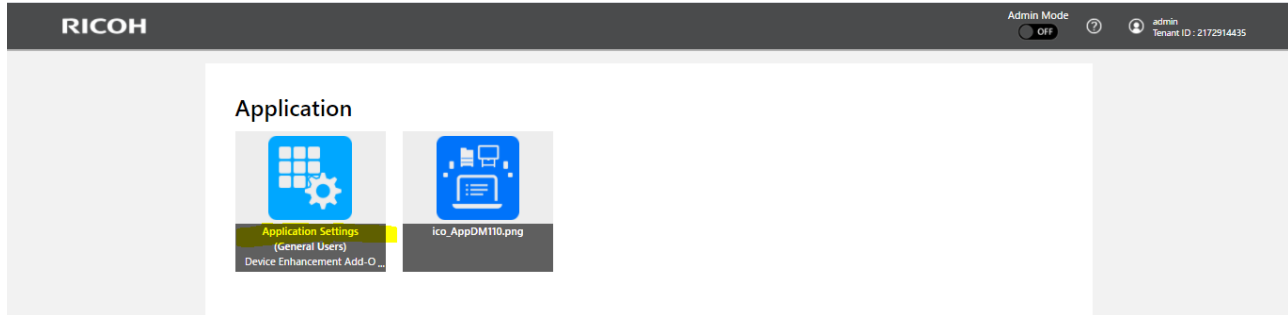 RICOH
Admin Mode
OFF
?
admin
Tenant ID : 2172914435
Application
Application Settings
(General Users)
Device Enhancement Add-O ...
ico_AppDM110.png